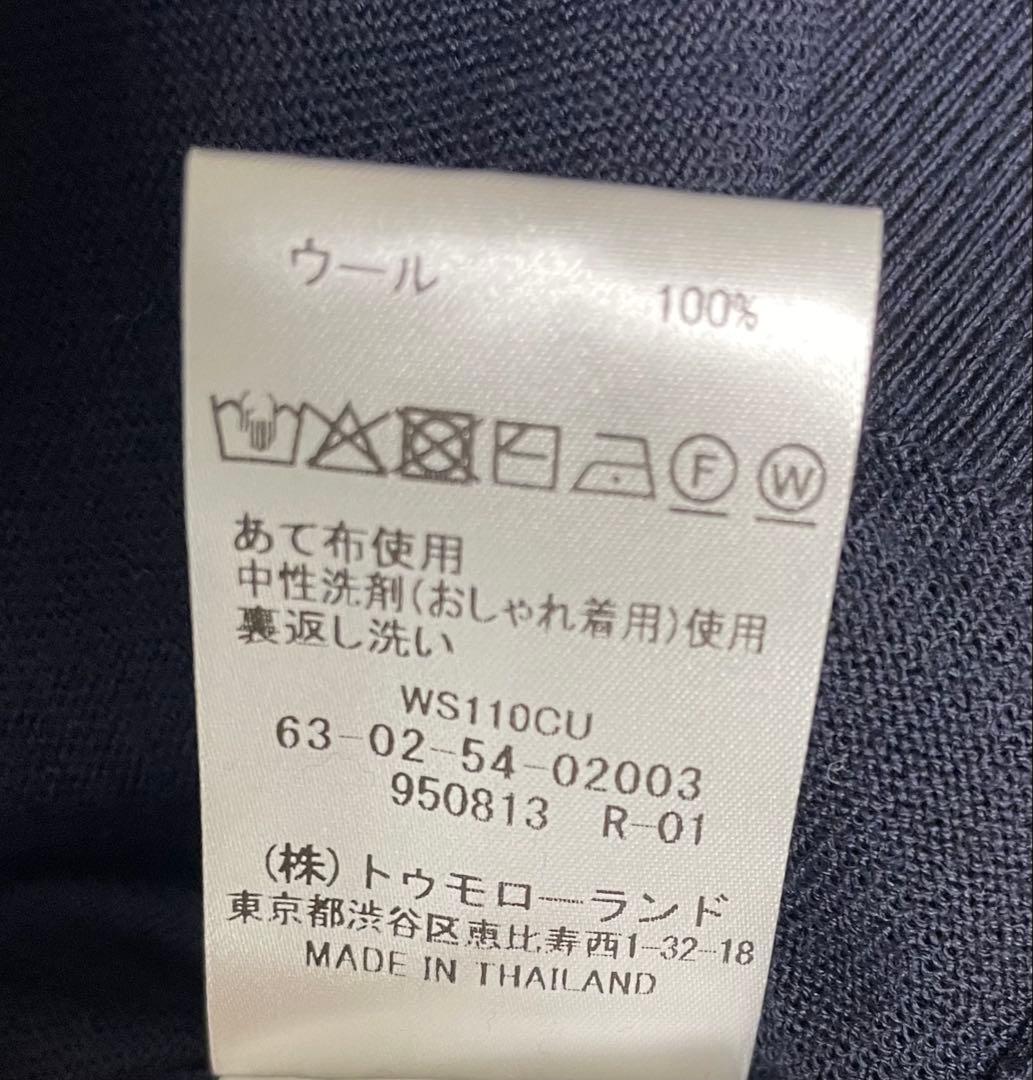 ウール 100%
F W
あて布使用
中性洗剤(おしゃれ着用)使用
裏返し洗い
WS110CU
63-02-54-02003
950813 R-01
(株)トゥモローランド
東京都渋谷区恵比寿西1-32-18
MADE IN THAILAND